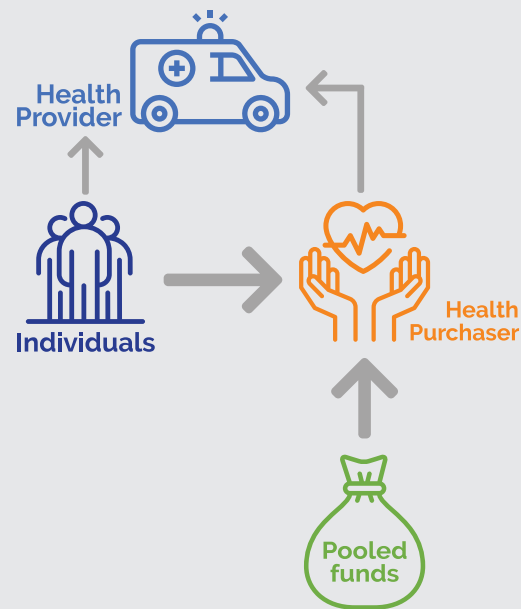 Health
Provider
Individuals
Health
Purchaser
Pooled
funds